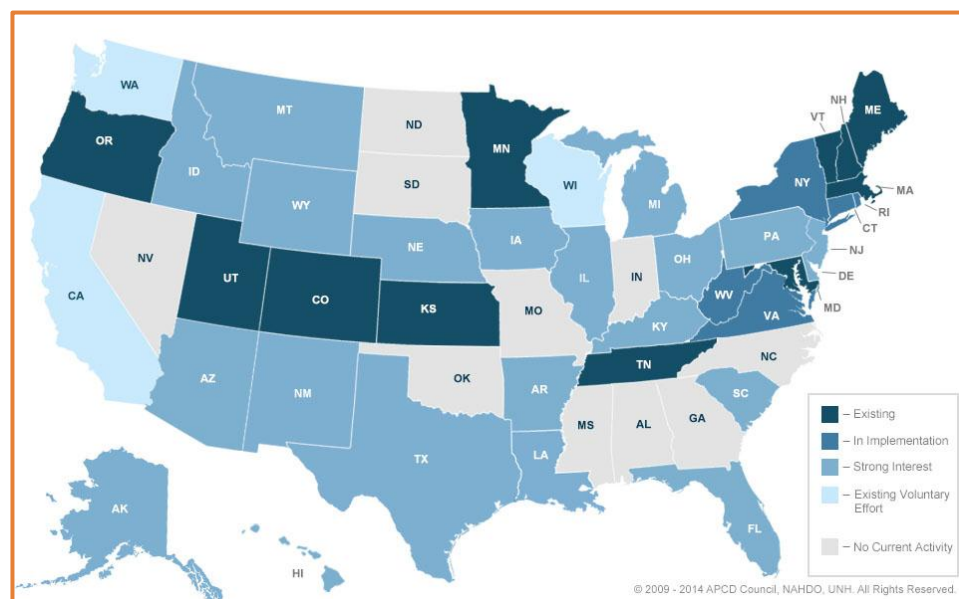 WA
MT
ND
MN
NH
ME
VT
OR
ID
SD
WI
NY
MA
WY
MI
RI
CT
NV
NE
IA
PA
NJ
UT
CO
IL
IN
OH
DE
CA
KS
MO
WV
VA
MD
KY
AZ
NM
OK
AR
TN
NC
SC
MS
AL
GA
TX
LA
FL
AK
HI
– Existing
– In Implementation
– Strong Interest
– Existing Voluntary
Effort
– No Current Activity
© 2009 - 2014 APCD Council, NAHDO, UNH. All Rights Reserved.